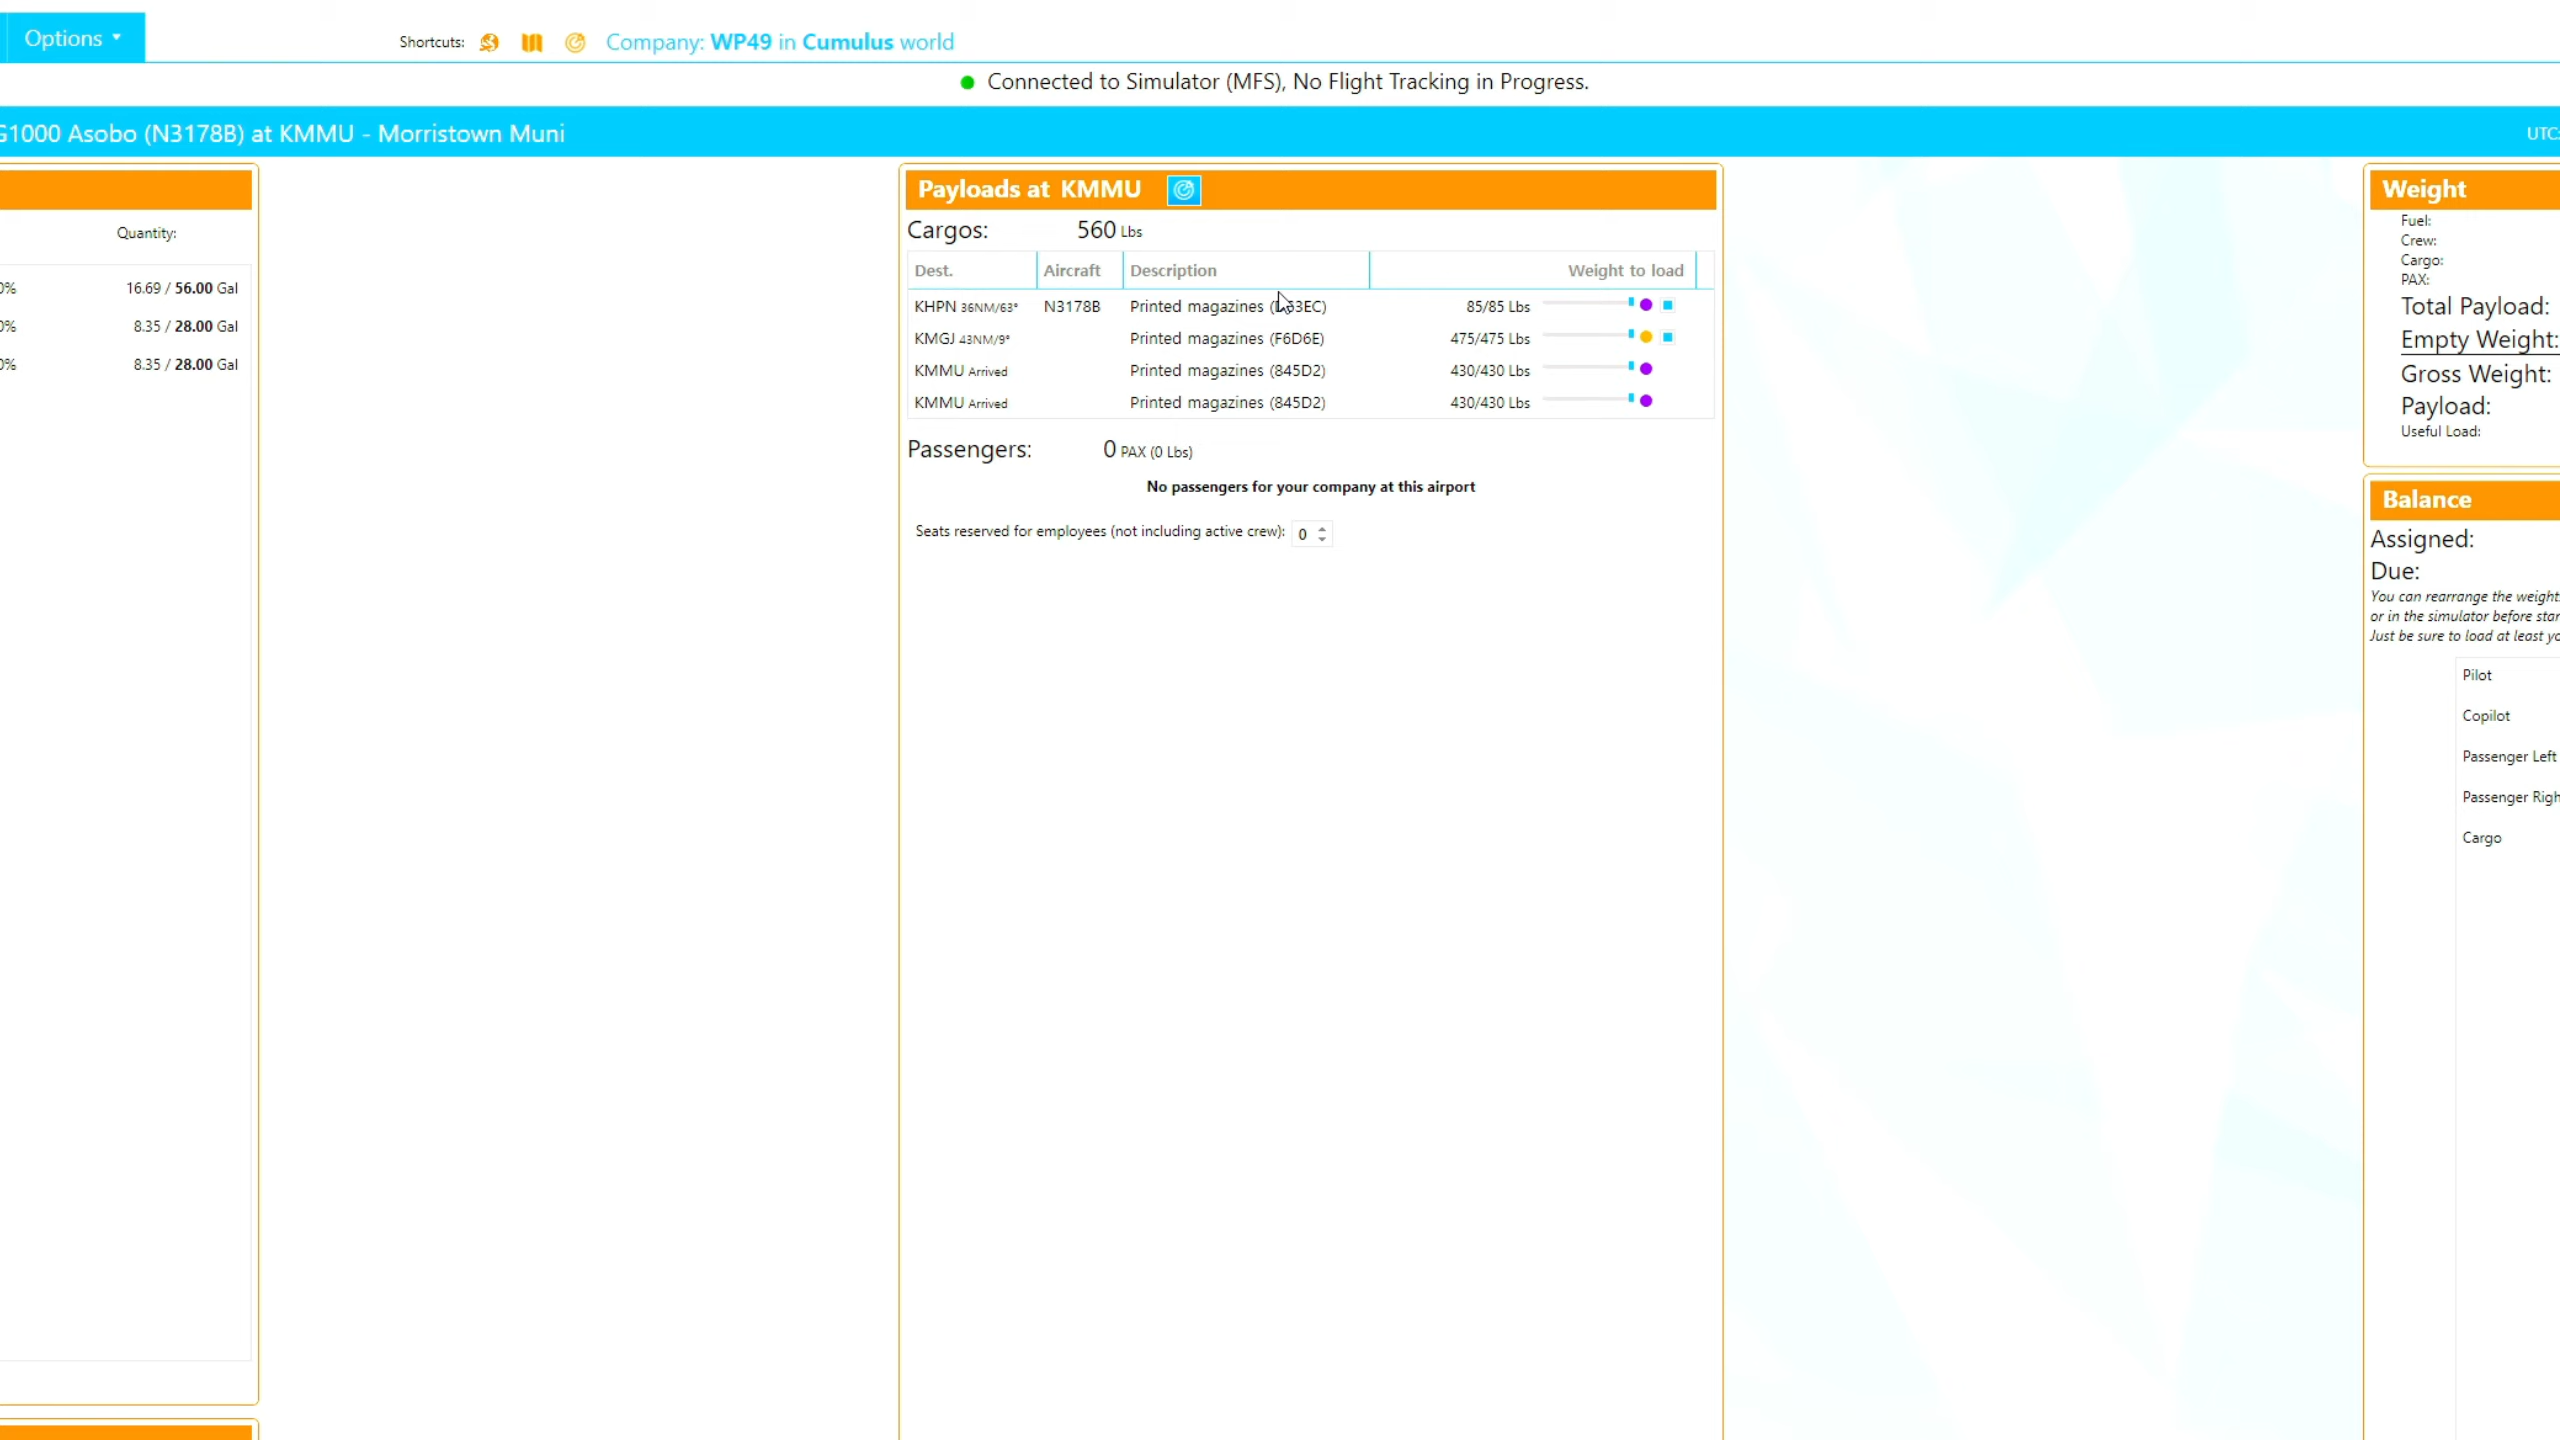 Options
Shortcuts:
Company: WP49 in Cumulus world
Connected to Simulator (MFS), No Flight Tracking in Progress.
G1000 Asobo (N3178B) at KMMU - Morristown Muni
UTC:
Quantity:
0% 16.69 / 56.00 Gal
0% 8.35 / 28.00 Gal
0% 8.35 / 28.00 Gal
Payloads at KMMU
Cargos: 560 Lbs
Dest. Aircraft Description Weight to load
KHPN 36NM/63° N3178B Printed magazines 85/85 Lbs
KMGJ 43NM/9° Printed magazines (F6D6E) 475/475 Lbs
KMMU Arrived Printed magazines (845D2) 430/430 Lbs
KMMU Arrived Printed magazines (845D2) 430/430 Lbs
Passengers: 0 PAX (0 Lbs)
No passengers for your company at this airport
Seats reserved for employees (not including active crew): 0
Weight
Fuel:
Crew:
Cargo:
PAX:
Total Payload:
Empty Weight:
Gross Weight:
Payload:
Useful Load:
Balance
Assigned:
Due:
You can rearrange the weight
or in the simulator before
Just be sure to load at least
Pilot
Copilot
Passenger Left
Passenger
Cargo